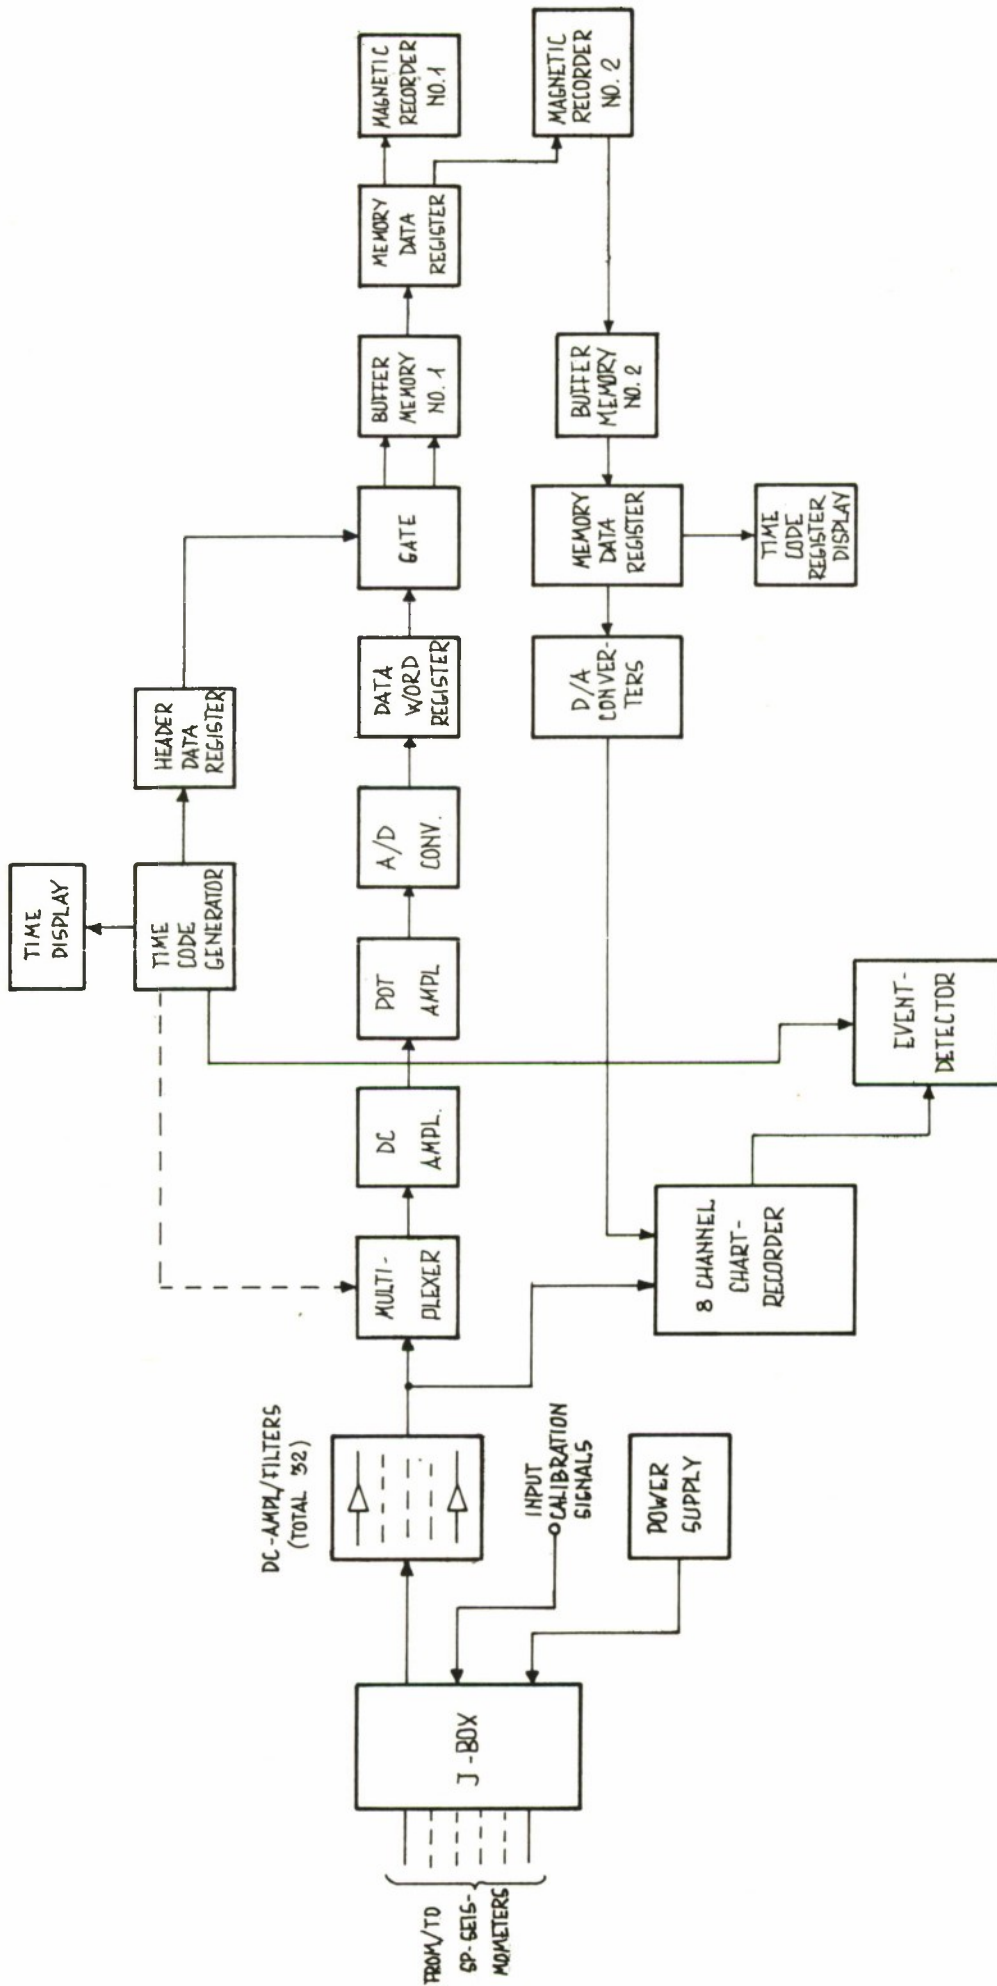 TIME
DISPLAY
TIME
CODE
GENERATOR
HEADER
DATA
REGISTER
FROM/TO
SP-SEIS-
MOMETERS
J-BOX
DC-AMPL/FILTERS
(TOTAL 32)
INPUT
CALIBRATION
SIGNALS
POWER
SUPPLY
MULTI-
PLEXER
DC
AMPL.
POT
AMPL
A/D
CONV.
DATA
WORD
REGISTER
GATE
BUFFER
MEMORY
NO. 1
MEMORY
DATA
REGISTER
MAGNETIC
RECORDER
NO. 1
MAGNETIC
RECORDER
NO. 2
BUFFER
MEMORY
NO. 2
MEMORY
DATA
REGISTER
TIME
CODE
REGISTER
DISPLAY
D/A
CONVER-
TERS
8 CHANNEL
CHART-
RECORDER
EVENT-
DETECTOR